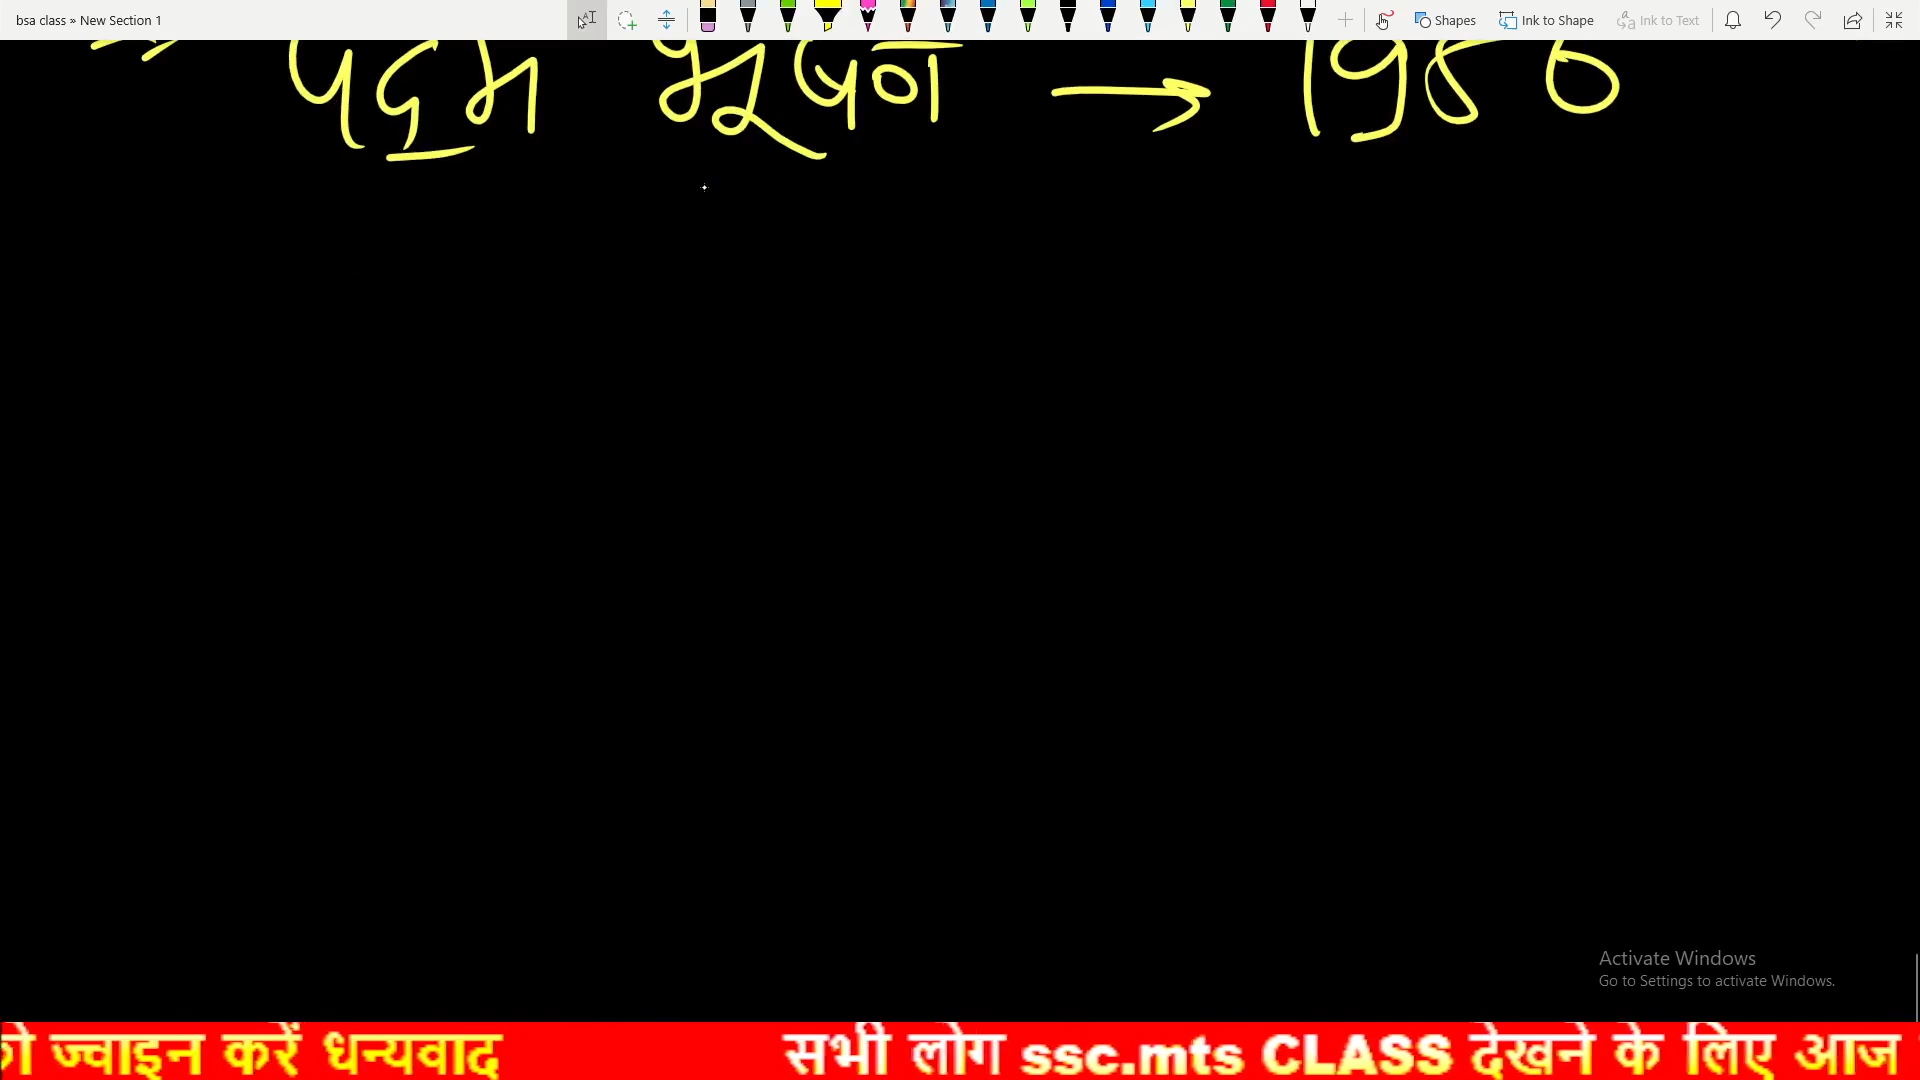 bsa class » New Section 1
Shapes
Ink to Shape
Ink to Text
पदम भूषण → 1986
Activate Windows
Go to Settings to activate Windows.
को ज्वाइन करें धन्यवाद सभी लोग ssc.mts CLASS देखने के लिए आज